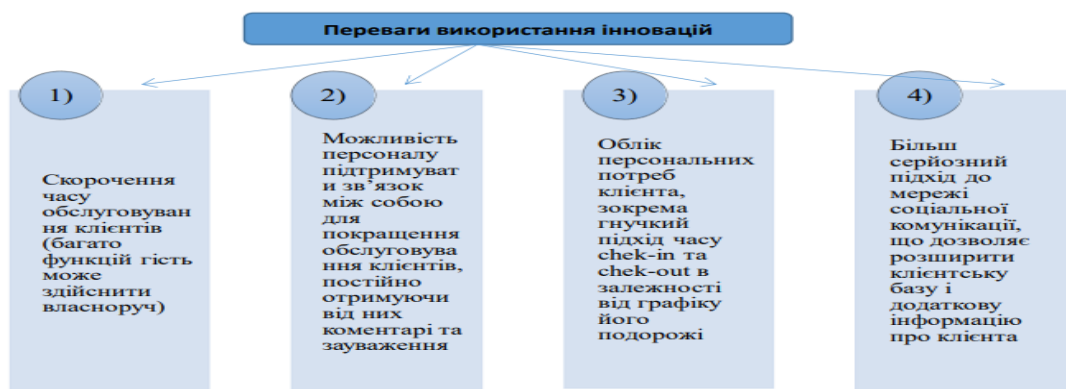 Переваги використання інновацій
1)
Скорочення
часу
обслуговуван
ня клієнтів
(багато
функцій гість
може
здійснити
власноруч)
2)
Можливість
персоналу
підтримуват
и зв’язок
між собою
для
покращення
обслуговува
ння клієнтів,
постійно
отримуючи
від них
коментарі та
зауваження
3)
Облік
персональних
потреб
клієнта,
зокрема
гнучкий
підхід часу
chek-in та
chek-out в
залежності
від графіку
його
подорожі
4)
Більш
серйозний
підхід до
мережі
соціальної
комунікації,
що дозволяє
розширити
клієнтську
базу і
додаткову
інформацію
про клієнта